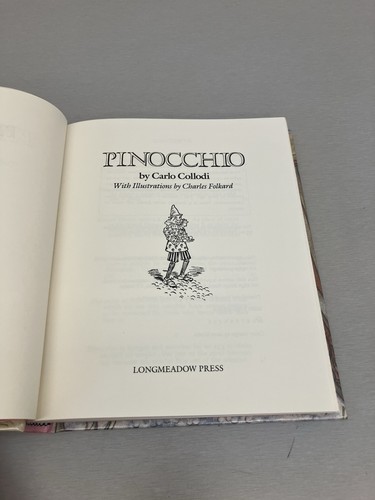 PINOCCHIO
by Carlo Collodi
With Illustrations by Charles Folkard
LONGMEADOW PRESS